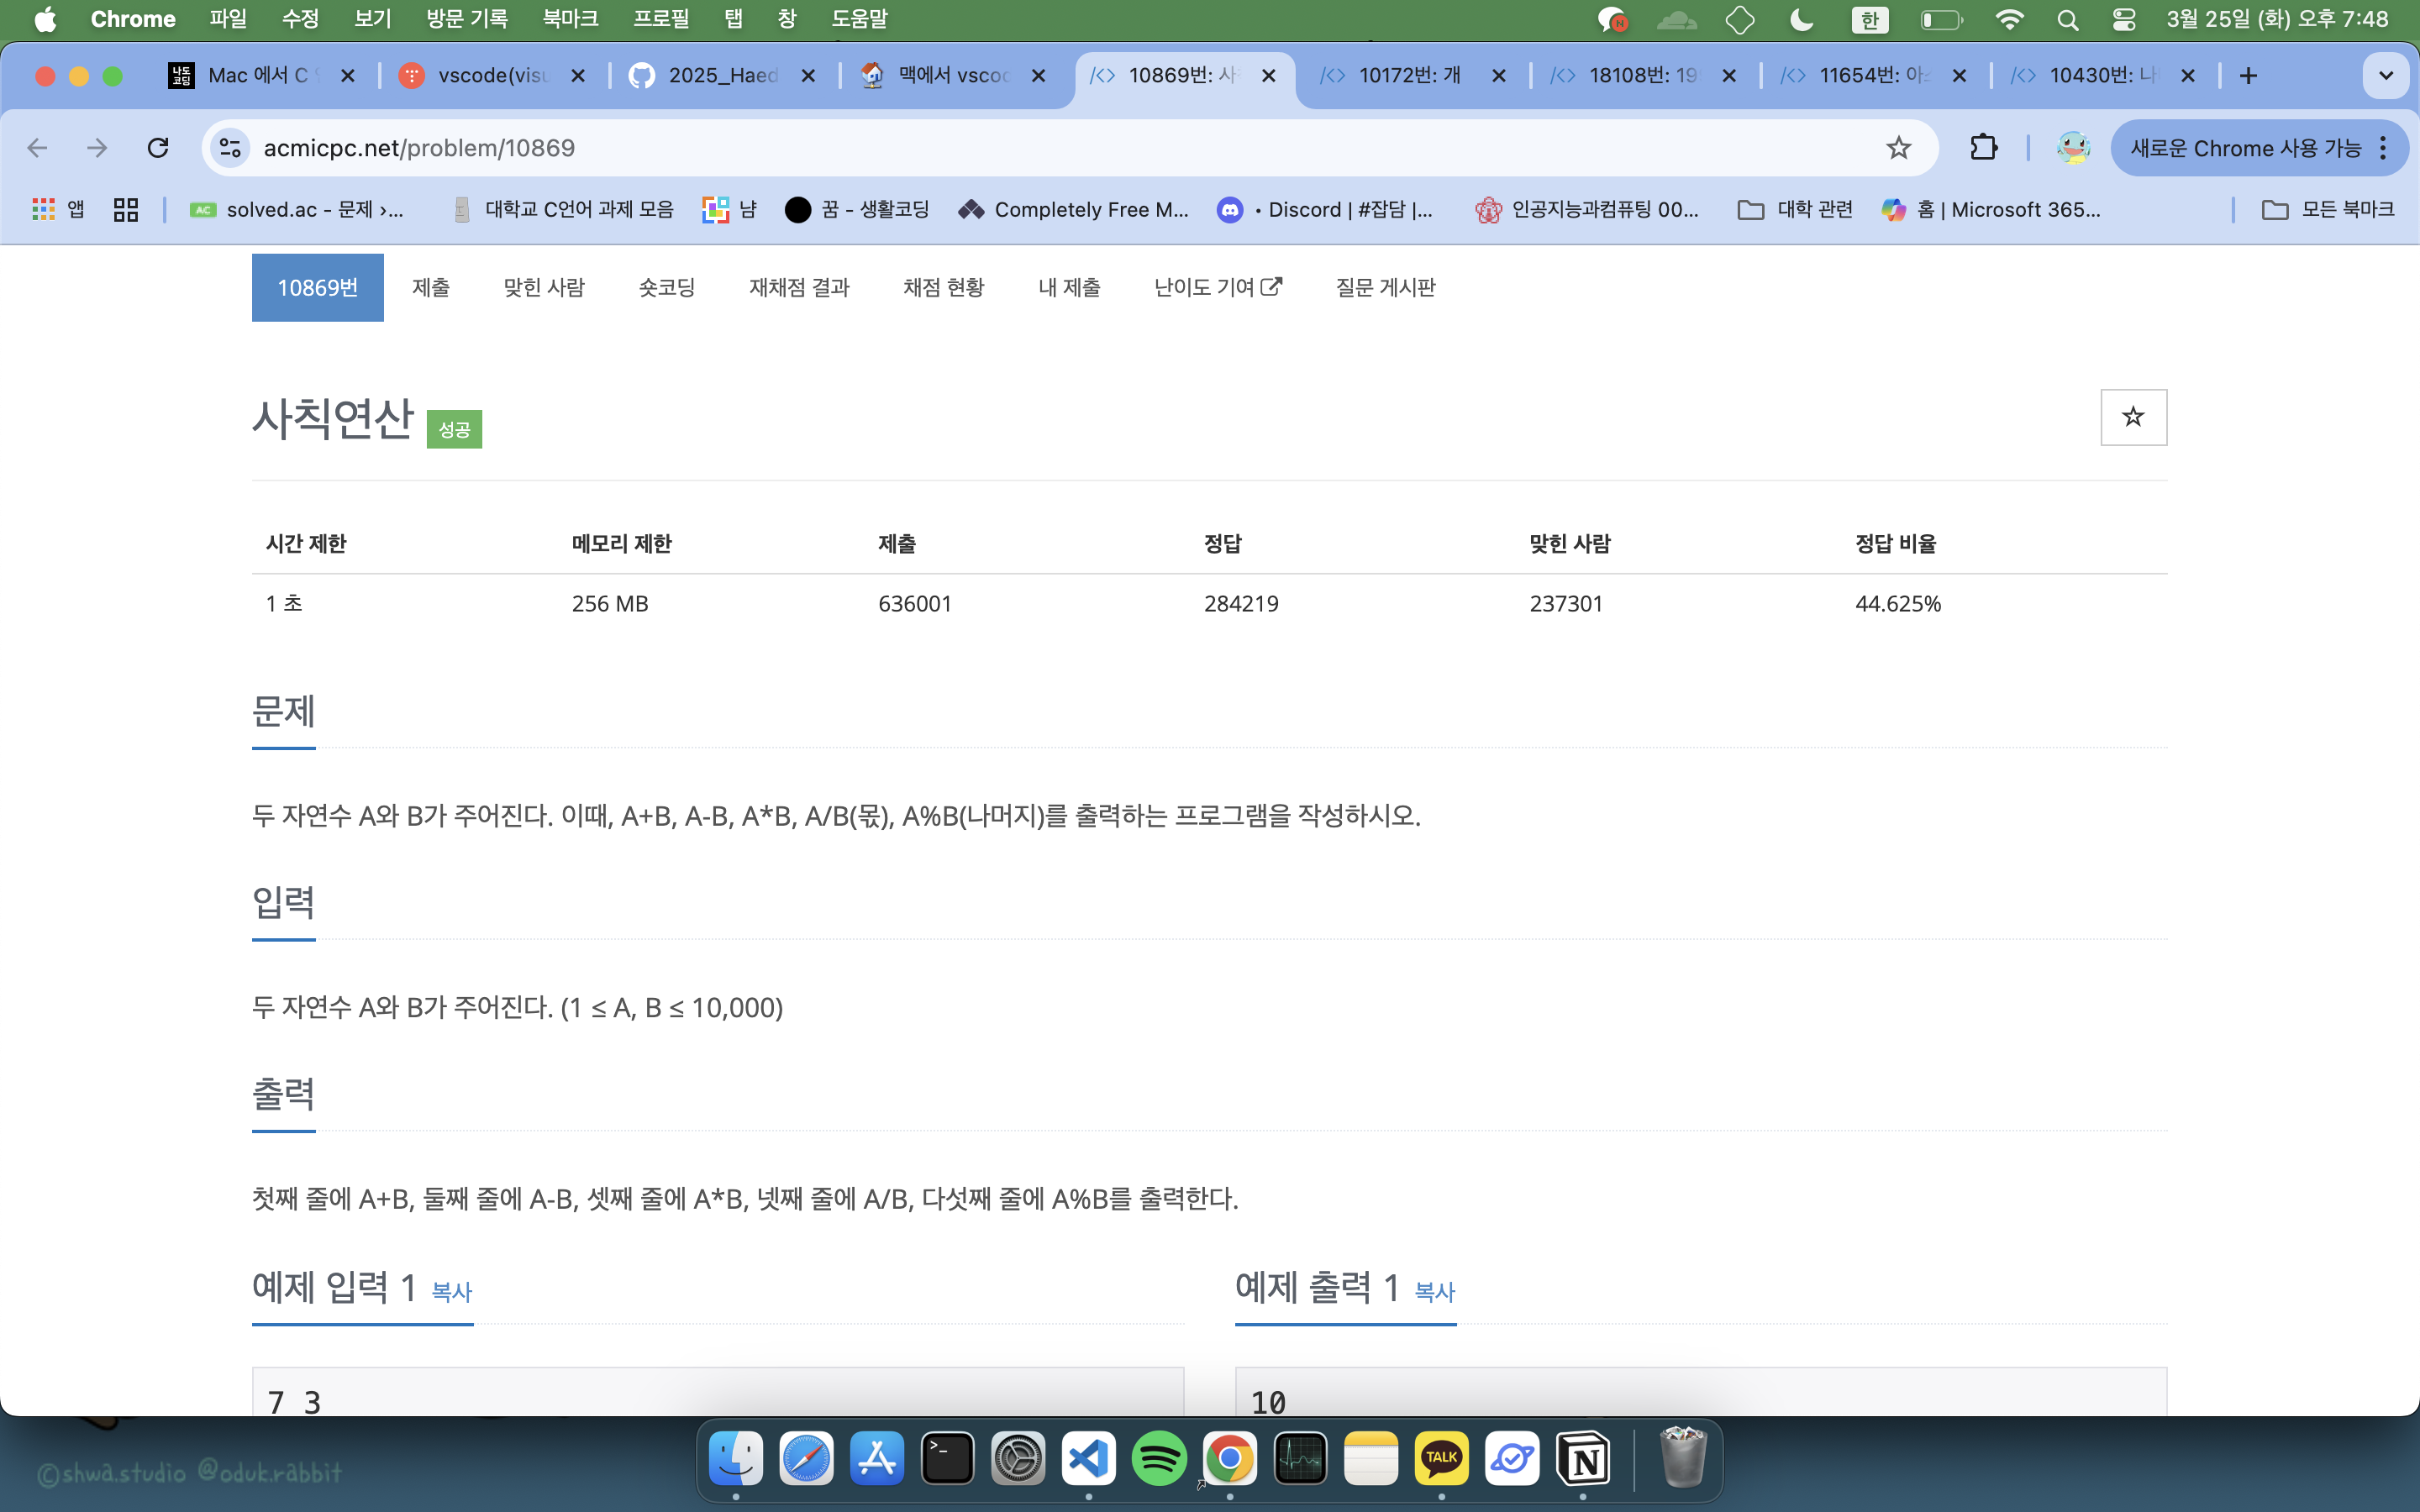 Chrome 파일 수정 보기 방문 기록 북마크 프로필 탭 창 도움말 한 3월 25일 (화) 오후 7:48
나도코딩 Mac 에서 C vscode(visu 2025_Haed 맥에서 vscoc 10869번: 사 10172번: 개 18108번: 19 11654번: 아 10430번: 나
acmicpc.net/problem/10869 새로운 Chrome 사용 가능
앱 AC solved.ac - 문제 ›... 대학교 C언어 과제 모음 냠 꿈 - 생활코딩 Completely Free M... • Discord | #잡담 |... 인공지능과컴퓨팅 00... 대학 관련 홈 | Microsoft 365... 모든 북마크
10869번 제출 맞힌 사람 숏코딩 재채점 결과 채점 현황 내 제출 난이도 기여 질문 게시판
사칙연산 성공
시간 제한 메모리 제한 제출 정답 맞힌 사람 정답 비율
1 초 256 MB 636001 284219 237301 44.625%
문제
두 자연수 A와 B가 주어진다. 이때, A+B, A-B, A*B, A/B(몫), A%B(나머지)를 출력하는 프로그램을 작성하시오.
입력
두 자연수 A와 B가 주어진다. (1 ≤ A, B ≤ 10,000)
출력
첫째 줄에 A+B, 둘째 줄에 A-B, 셋째 줄에 A*B, 넷째 줄에 A/B, 다섯째 줄에 A%B를 출력한다.
예제 입력 1 복사 예제 출력 1 복사
7 3 10
©shwa.studio @oduk.rabbit
TALK